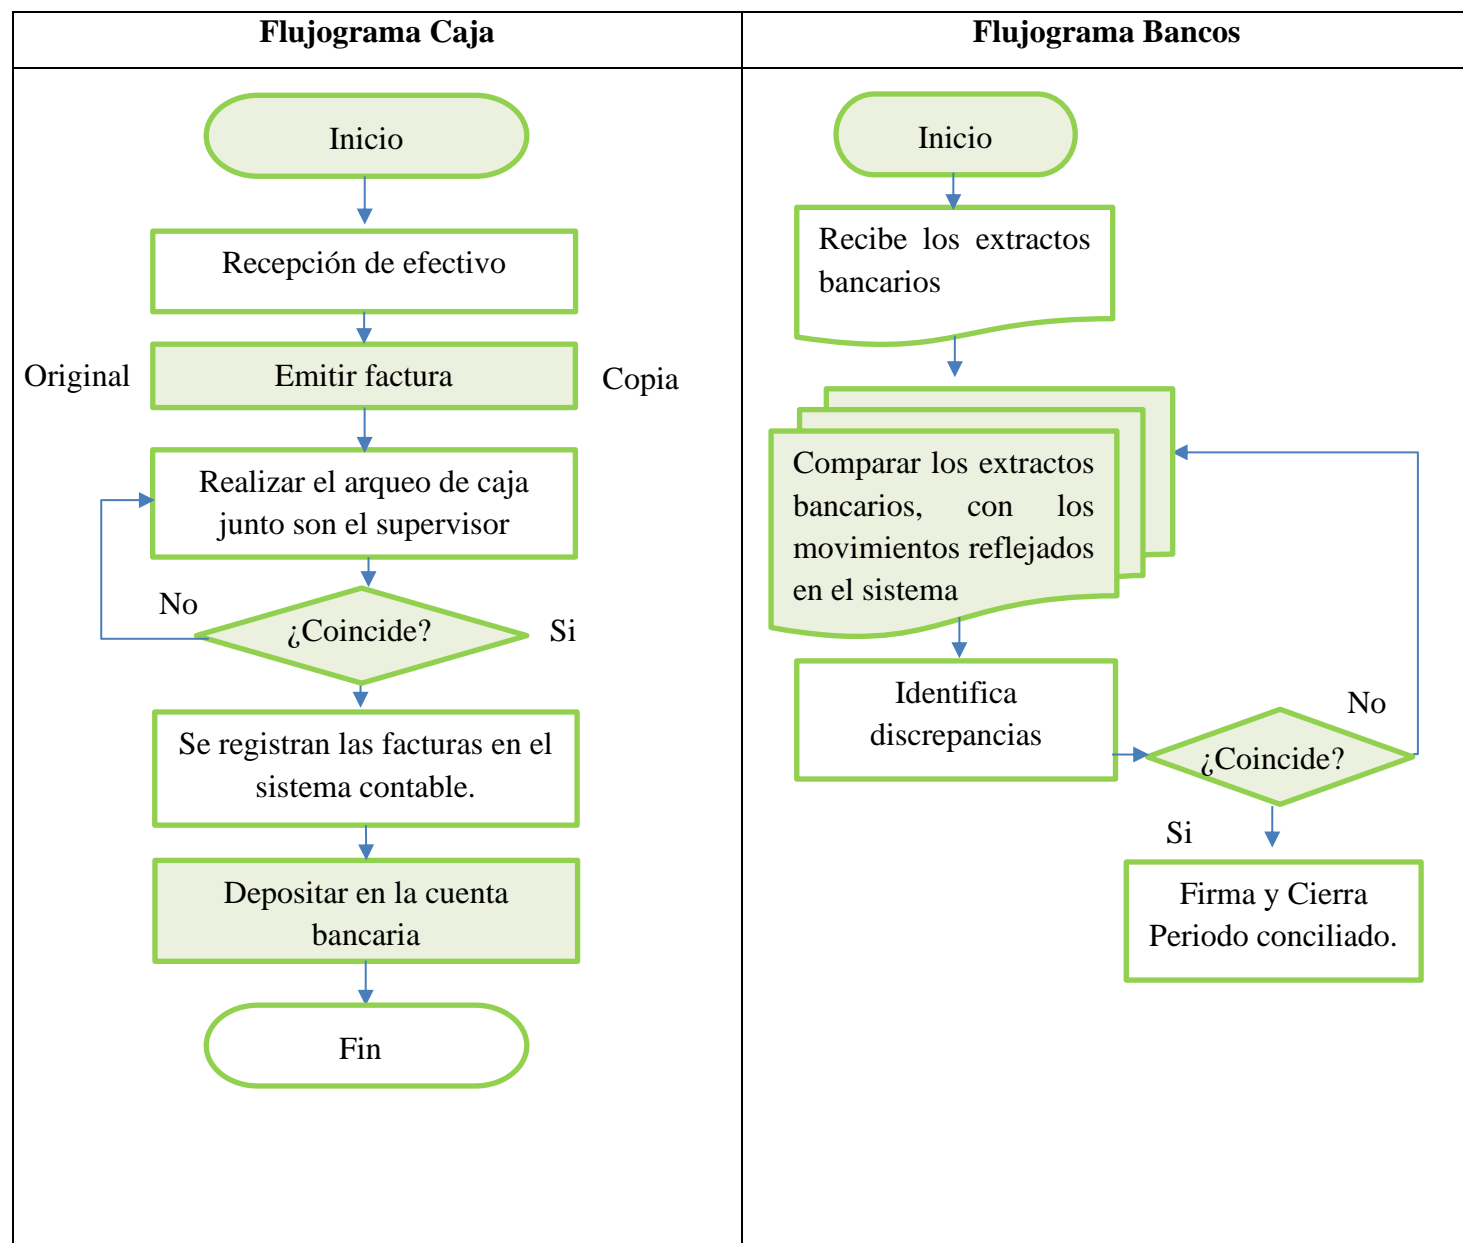 Flujograma Caja
Inicio
Recepción de efectivo
Original
Emitir factura
Copia
Realizar el arqueo de caja
junto son el supervisor
No
¿Coincide?
Si
Se registran las facturas en el
sistema contable.
Depositar en la cuenta
bancaria
Fin
Flujograma Bancos
Inicio
Recibe los extractos
bancarios
Comparar los extractos
bancarios, con los
movimientos reflejados
en el sistema
Identifica
discrepancias
No
¿Coincide?
Si
Firma y Cierra
Periodo conciliado.